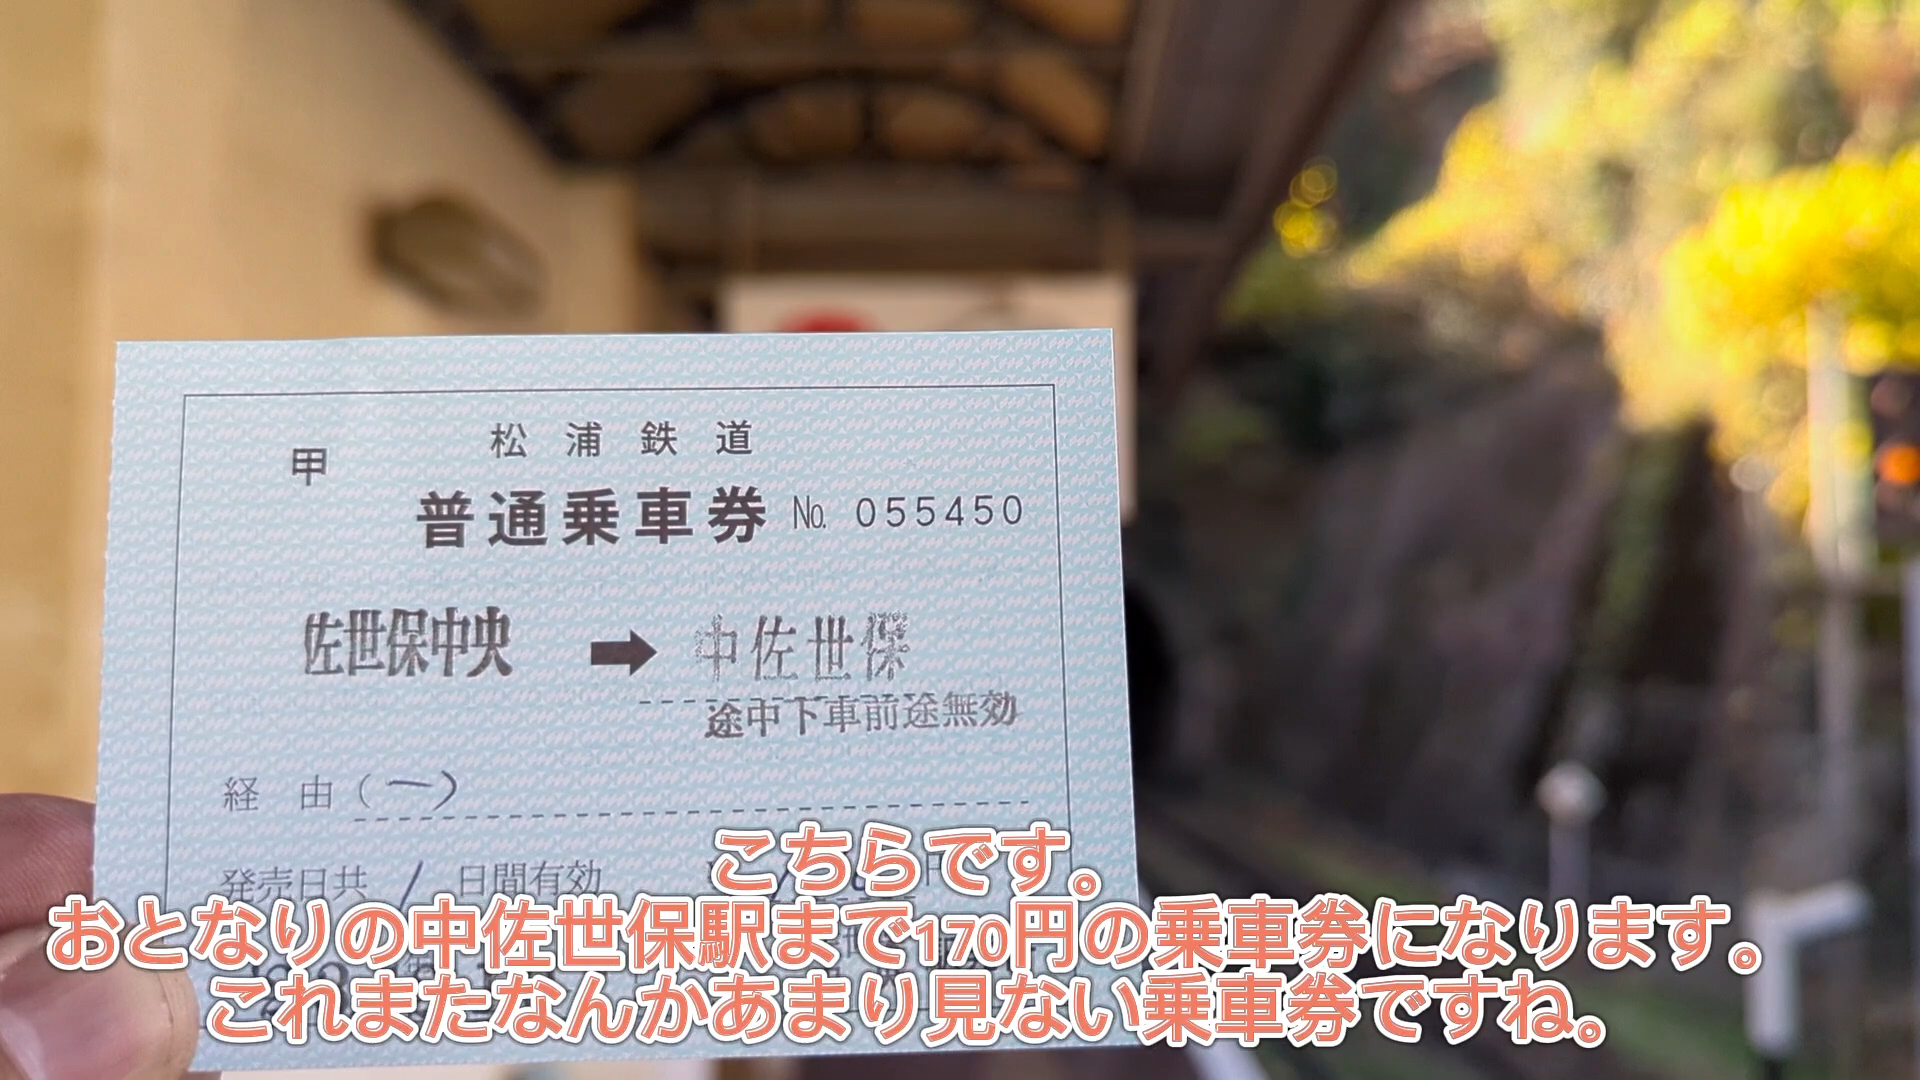 松浦鉄道
甲
普通乗車券 No. 055450
佐世保中央 ➡ 中佐世保
途中下車前途無効
経由(一)
発売日共 1 日間有効 円
こちらです。
おとなりの中佐世保駅まで170円の乗車券になります。
これまたなんかあまり見ない乗車券ですね。